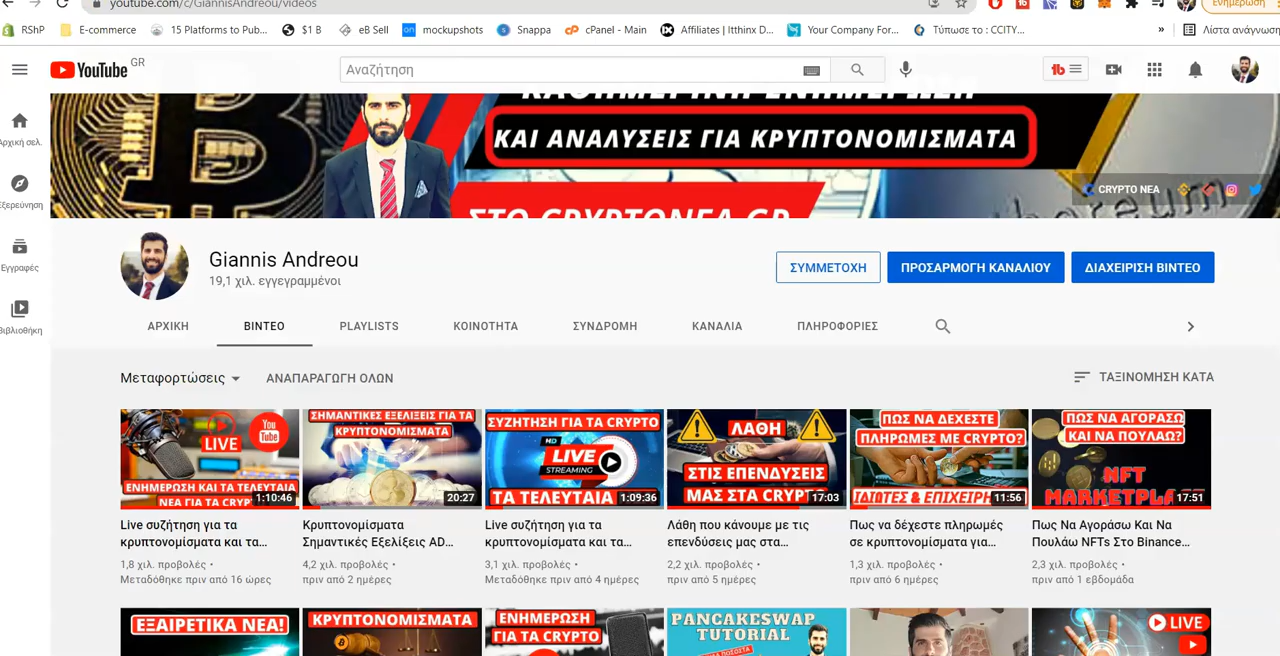 youtube.com/c/GiannisAndreou/videos
Ενημέρωση
RShP
E-commerce
15 Platforms to Pub...
$1 B
eB Sell
on mockupshots
Snappa
cPanel - Main
Affiliates | Itthinx D...
Your Company For...
Τύπωσε το : CCITY...
»
Λίστα ανάγνωσης
YouTube GR
Αναζήτηση
Αρχική σελ.
Εξερεύνηση
Εγγραφές
Βιβλιοθήκη
ΚΑΘΗΜΕΡΙΝΗ ΕΝΗΜΕΡΩΣΗ
ΚΑΙ ΑΝΑΛΥΣΕΙΣ ΓΙΑ ΚΡΥΠΤΟΝΟΜΙΣΜΑΤΑ
ΣΤΟ CRYPTONEA.GR
CRYPTO NEA
Giannis Andreou
19,1 χιλ. εγγεγραμμένοι
ΣΥΜΜΕΤΟΧΗ
ΠΡΟΣΑΡΜΟΓΗ ΚΑΝΑΛΙΟΥ
ΔΙΑΧΕΙΡΙΣΗ ΒΙΝΤΕΟ
ΑΡΧΙΚΗ
ΒΙΝΤΕΟ
PLAYLISTS
ΚΟΙΝΟΤΗΤΑ
ΣΥΝΔΡΟΜΗ
ΚΑΝΑΛΙΑ
ΠΛΗΡΟΦΟΡΙΕΣ
Μεταφορτώσεις
ΑΝΑΠΑΡΑΓΩΓΗ ΟΛΩΝ
ΤΑΞΙΝΟΜΗΣΗ ΚΑΤΑ
LIVE
You
Tube
ΕΝΗΜΕΡΩΣΗ ΚΑΙ ΤΑ ΤΕΛΕΥΤΑΙΑ
ΝΕΑ ΓΙΑ ΤΑ CRYP
1:10:46
Live συζήτηση για τα
κρυπτονομίσματα και τα...
1,8 χιλ. προβολές •
Μεταδόθηκε πριν από 16 ώρες
ΣΗΜΑΝΤΙΚΕΣ ΕΞΕΛΙΞΕΙΣ ΓΙΑ ΤΑ
ΚΡΥΠΤΟΝΟΜΙΣΜΑΤΑ
20:27
Κρυπτονομίσματα
Σημαντικές Εξελίξεις AD...
4,2 χιλ. προβολές •
πριν από 2 ημέρες
ΣΥΖΗΤΗΣΗ ΓΙΑ ΤΑ CRYPTO
HD
LIVE
STREAMING
ΤΑ ΤΕΛΕΥΤΑΙΑ
1:09:36
Live συζήτηση για τα
κρυπτονομίσματα και τα...
3,1 χιλ. προβολές •
Μεταδόθηκε πριν από 4 ημέρες
ΛΑΘΗ
ΣΤΙΣ ΕΠΕΝΔΥΣΕΙΣ
ΜΑΣ ΣΤΑ CRYPT
17:03
Λάθη που κάνουμε με τις
επενδύσεις μας στα...
2,2 χιλ. προβολές •
πριν από 5 ημέρες
ΠΩΣ ΝΑ ΔΕΧΕΣΤΕ
ΠΛΗΡΩΜΕΣ ΜΕ CRYPTO?
ΙΔΙΩΤΕΣ & ΕΠΙΧΕΙΡΗ
11:56
Πως να δέχεστε πληρωμές
σε κρυπτονομίσματα για...
1,3 χιλ. προβολές •
πριν από 6 ημέρες
ΠΩΣ ΝΑ ΑΓΟΡΑΣΩ
ΚΑΙ ΝΑ ΠΟΥΛΑΩ?
NFT
MARKETPLA
17:51
Πως Να Αγοράσω Και Να
Πουλάω NFTs Στο Binance...
2,3 χιλ. προβολές •
πριν από 1 εβδομάδα
ΕΞΑΙΡΕΤΙΚΑ ΝΕΑ!
ΚΡΥΠΤΟΝΟΜΙΣΜΑΤΑ
ΕΝΗΜΕΡΩΣΗ
ΓΙΑ ΤΑ CRYPTO
PANCAKESWAP
TUTORIAL
LIVE